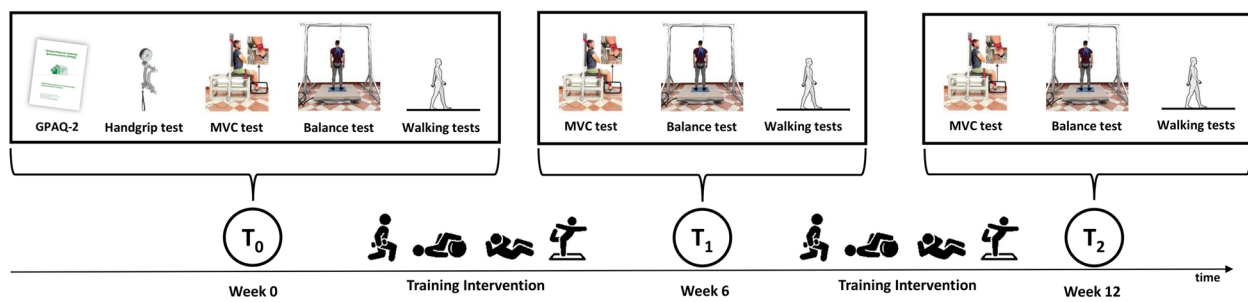 GPAQ-2
Handgrip test
MVC test
Balance test
Walking tests
MVC test
Balance test
Walking tests
MVC test
Balance test
Walking tests
T0
T1
T2
time
Week 0
Training Intervention
Week 6
Training Intervention
Week 12